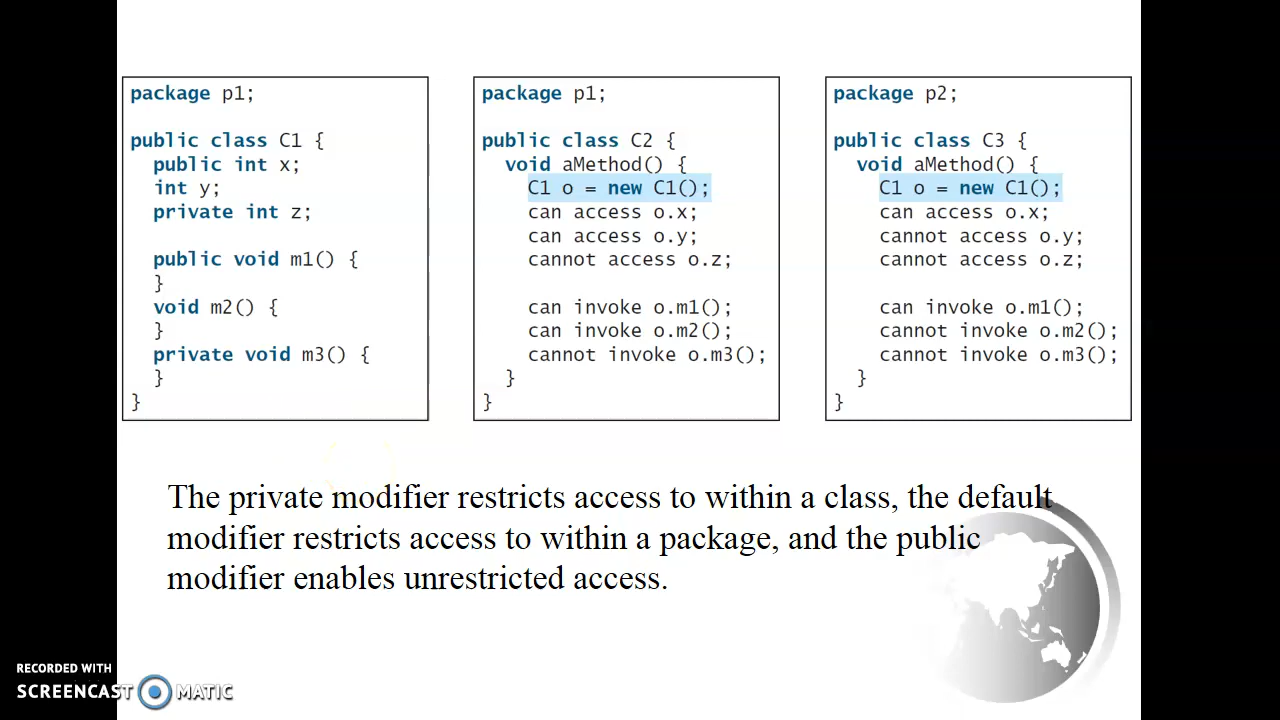 package p1;
public class C1 {
public int x;
int y;
private int z;
public void m1() {
}
void m2() {
}
private void m3() {
}
}
package p1;
public class C2 {
void aMethod() {
C1 o = new C1();
can access o.x;
can access o.y;
cannot access o.z;
can invoke o.m1();
can invoke o.m2();
cannot invoke o.m3();
}
}
package p2;
public class C3 {
void aMethod() {
C1 o = new C1();
can access o.x;
cannot access o.y;
cannot access o.z;
can invoke o.m1();
cannot invoke o.m2();
cannot invoke o.m3();
}
}
The private modifier restricts access to within a class, the default
modifier restricts access to within a package, and the public
modifier enables unrestricted access.
RECORDED WITH
SCREENCAST MATIC